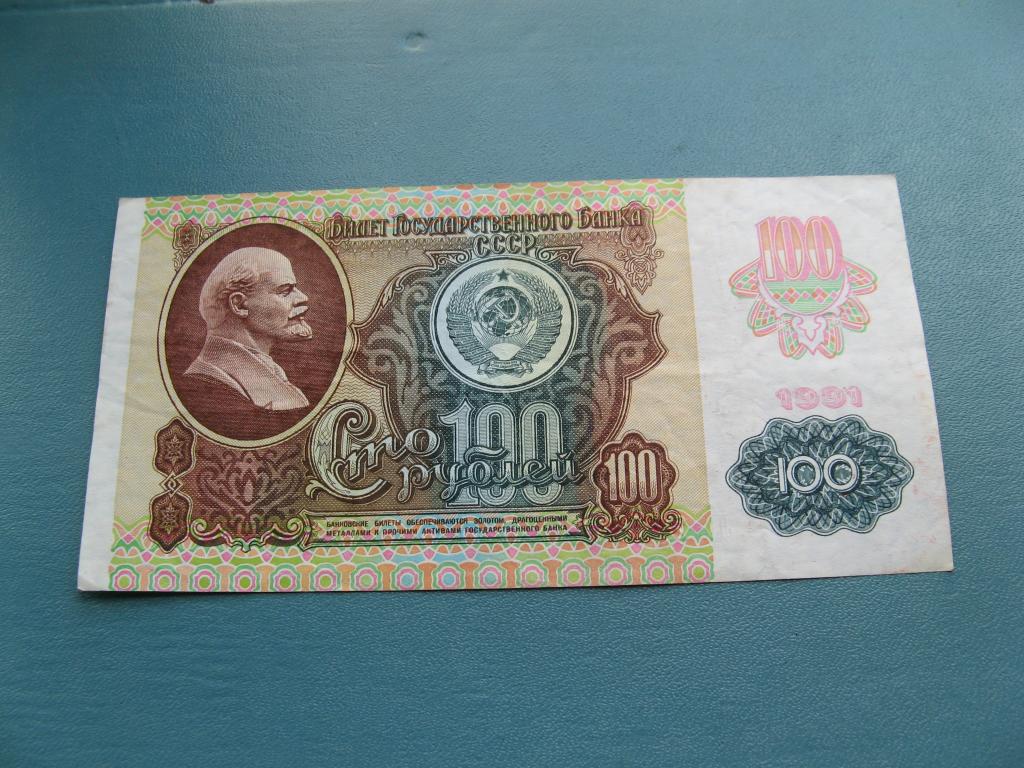 Билет Государственного Банка
СССР
100
1991
100
100
Сто
рублей
100
БАНКОВСКИЕ БИЛЕТЫ ОБЕСПЕЧИВАЮТСЯ ЗОЛОТОМ, ДРАГОЦЕННЫМИ
МЕТАЛЛАМИ И ПРОЧИМИ АКТИВАМИ ГОСУДАРСТВЕННОГО БАНКА